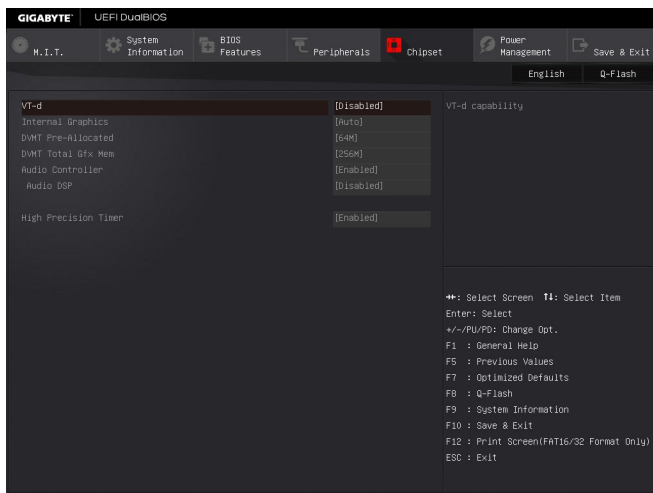 GIGABYTE™ UEFI DualBIOS
M.I.T.
System Information
BIOS Features
Peripherals
Chipset
Power Management
Save & Exit
English
Q-Flash
VT-d [Disabled]
Internal Graphics [Auto]
DVMT Pre-Allocated [64M]
DVMT Total Gfx Mem [256M]
Audio Controller [Enabled]
Audio DSP [Disabled]
High Precision Timer [Enabled]
VT-d capability
→←: Select Screen ↑↓: Select Item
Enter: Select
+/-/PU/PD: Change Opt.
F1 : General Help
F5 : Previous Values
F7 : Optimized Defaults
F8 : Q-Flash
F9 : System Information
F10 : Save & Exit
F12 : Print Screen(FAT16/32 Format Only)
ESC : Exit